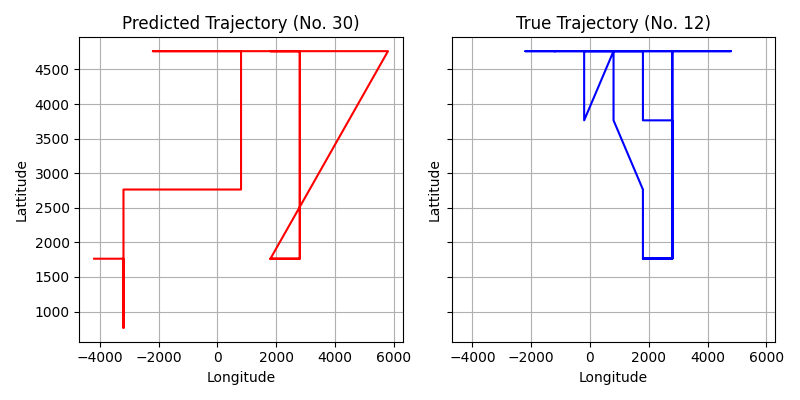 Predicted Trajectory (No. 30)
True Trajectory (No. 12)
4500
4000
3500
3000
2500
2000
1500
1000
Lattitude
Lattitude
−4000 −2000 0 2000 4000 6000
−4000 −2000 0 2000 4000 6000
Longitude
Longitude